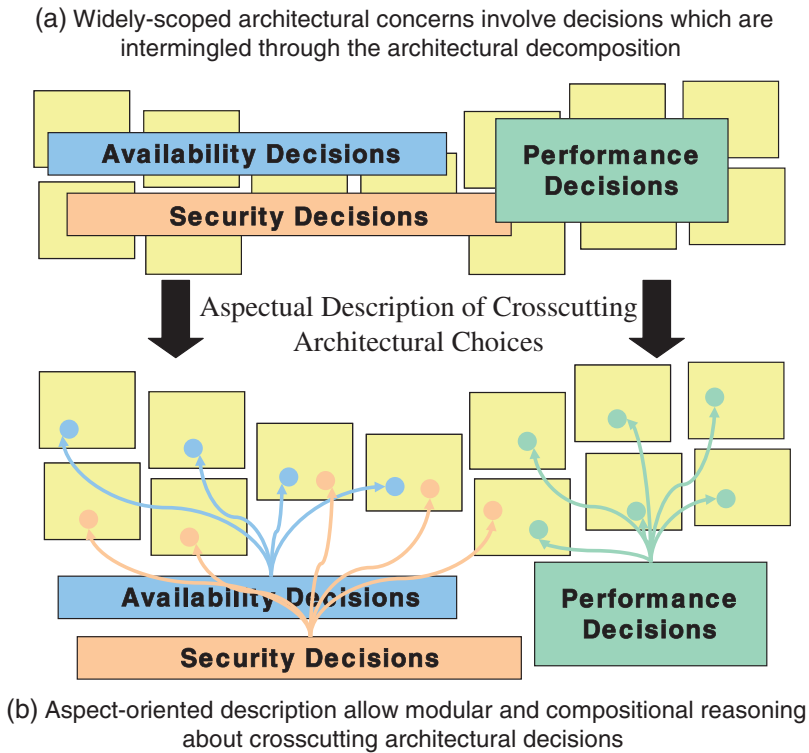 (a) Widely-scoped architectural concerns involve decisions which are
intermingled through the architectural decomposition
Availability Decisions
Performance
Decisions
Security Decisions
Aspectual Description of Crosscutting
Architectural Choices
Availability Decisions
Performance
Decisions
Security Decisions
(b) Aspect-oriented description allow modular and compositional reasoning
about crosscutting architectural decisions